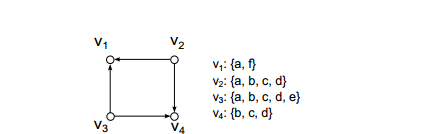 V1 V2
V3 V4
v1: {a, f}
v2: {a, b, c, d}
v3: {a, b, c, d, e}
v4: {b, c, d}